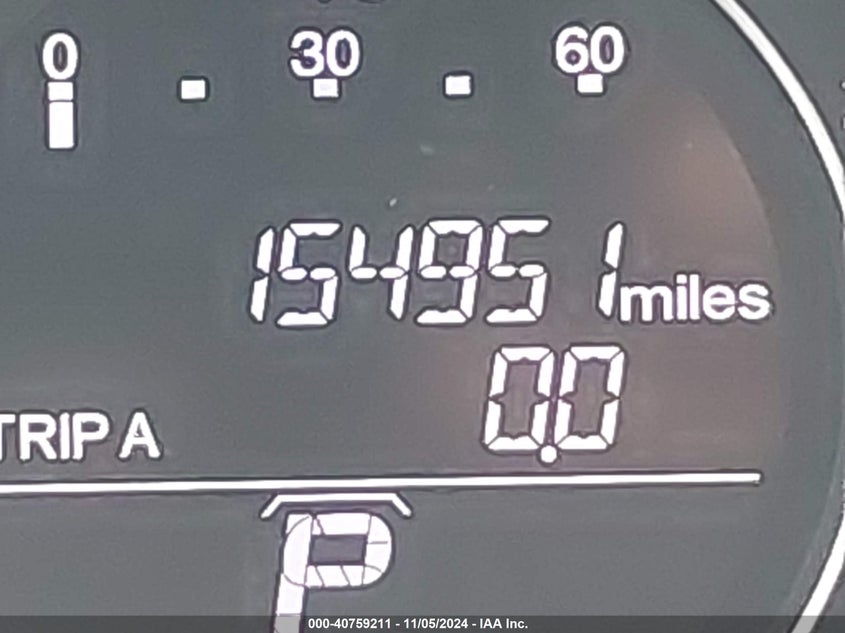 0 30 60
154951 miles
0.0
TRIP A
P
000-40759211 - 11/05/2024 - IAA Inc.